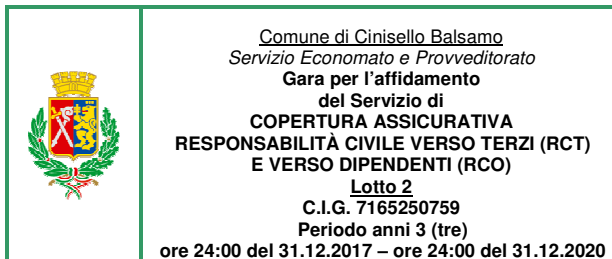 Comune di Cinisello Balsamo
Servizio Economato e Provveditorato
Gara per l'affidamento
del Servizio di
COPERTURA ASSICURATIVA
RESPONSABILITÀ CIVILE VERSO TERZI (RCT)
E VERSO DIPENDENTI (RCO)
Lotto 2
C.I.G. 7165250759
Periodo anni 3 (tre)
ore 24:00 del 31.12.2017 – ore 24:00 del 31.12.2020